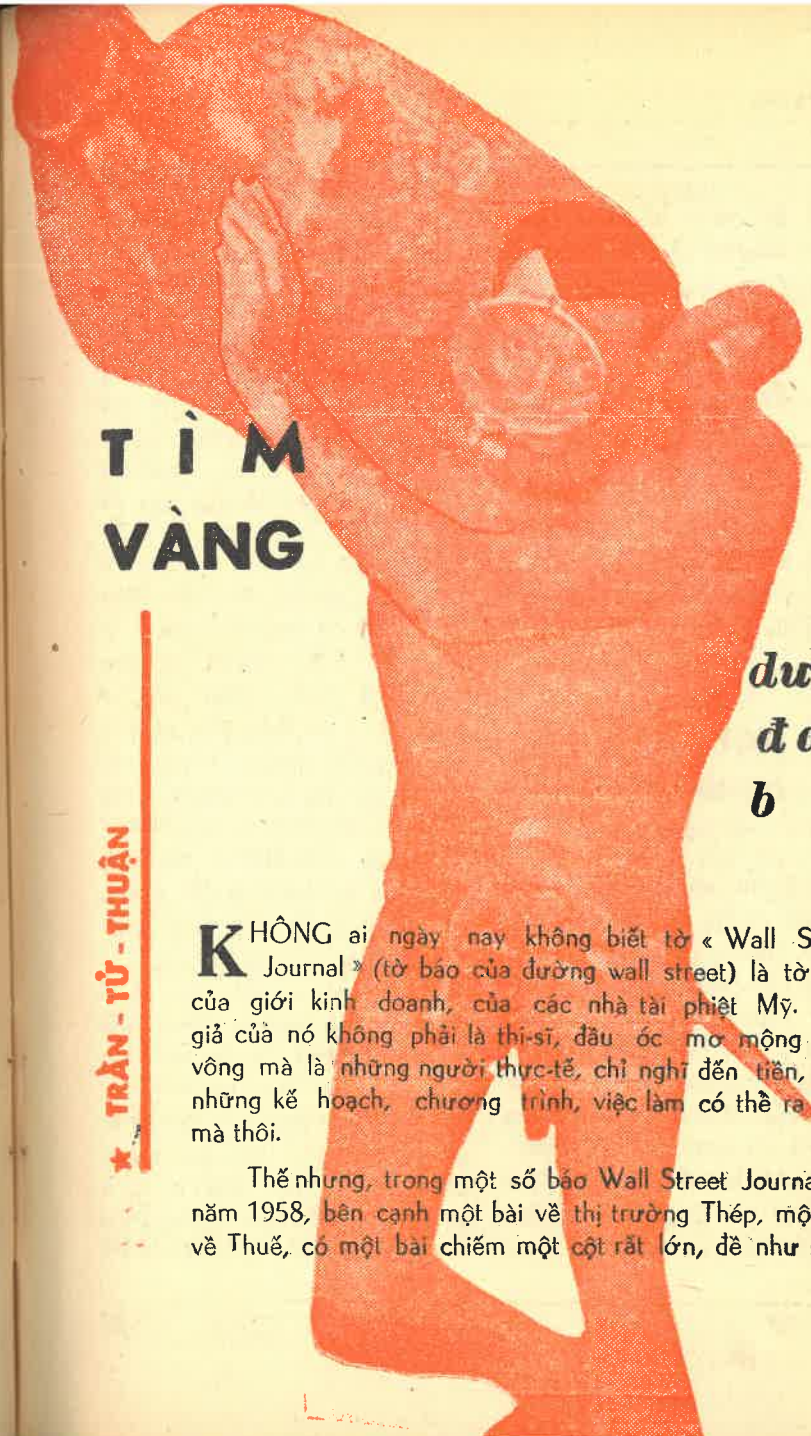 TÌM
VÀNG
dư
đ
b
★ TRẦN - TỬ - THUẬN
KHÔNG ai ngày nay không biết tờ « Wall S
Journal » (tờ báo của đường wall street) là tờ
của giới kinh doanh, của các nhà tài phiệt Mỹ.
giả của nó không phải là thi-sĩ, đầu óc mơ mộng
vông mà là những người thực-tế, chỉ nghĩ đến tiền,
những kế hoạch, chương trình, việc làm có thể ra
mà thôi.
Thế nhưng, trong một số báo Wall Street Journa
năm 1958, bên cạnh một bài về thị trường Thép, mộ
về Thuế, có một bài chiếm một cột rất lớn, đề như